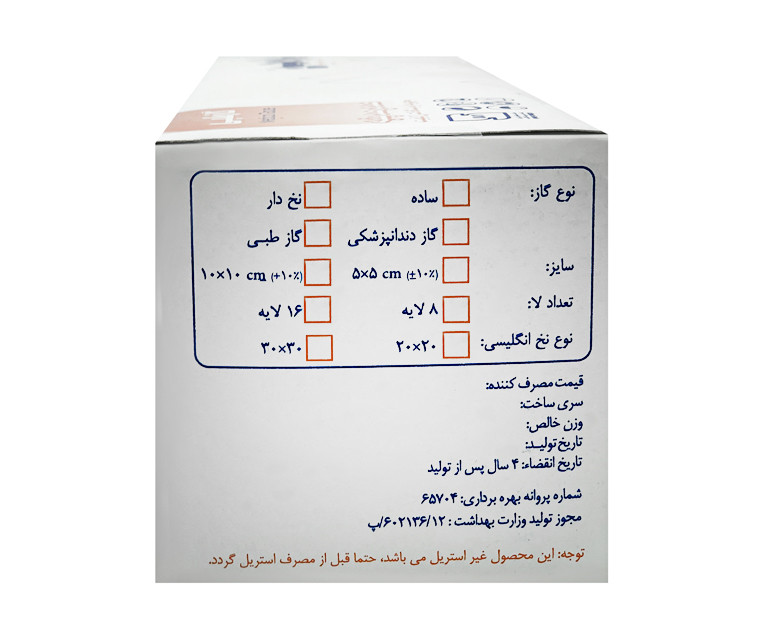 نوع گاز: ساده نخ دار
گاز دندانپزشکی گاز طبی
سایز: ۵×۵ cm (±۱۰٪) ۱۰×۱۰ cm (+۱۰٪)
تعداد لا: ۸ لایه ۱۶ لایه
نوع نخ انگلیسی: ۲۰×۲۰ ۳۰×۳۰
قیمت مصرف کننده:
سری ساخت:
وزن خالص:
تاریخ تولید:
تاریخ انقضاء: ۴ سال پس از تولید
شماره پروانه بهره برداری: ۶۵۷۰۴
مجوز تولید وزارت بهداشت: ۶۰۲۱۳۶/۱۲/پ
توجه: این محصول غیر استریل می باشد، حتما قبل از مصرف استریل گردد.